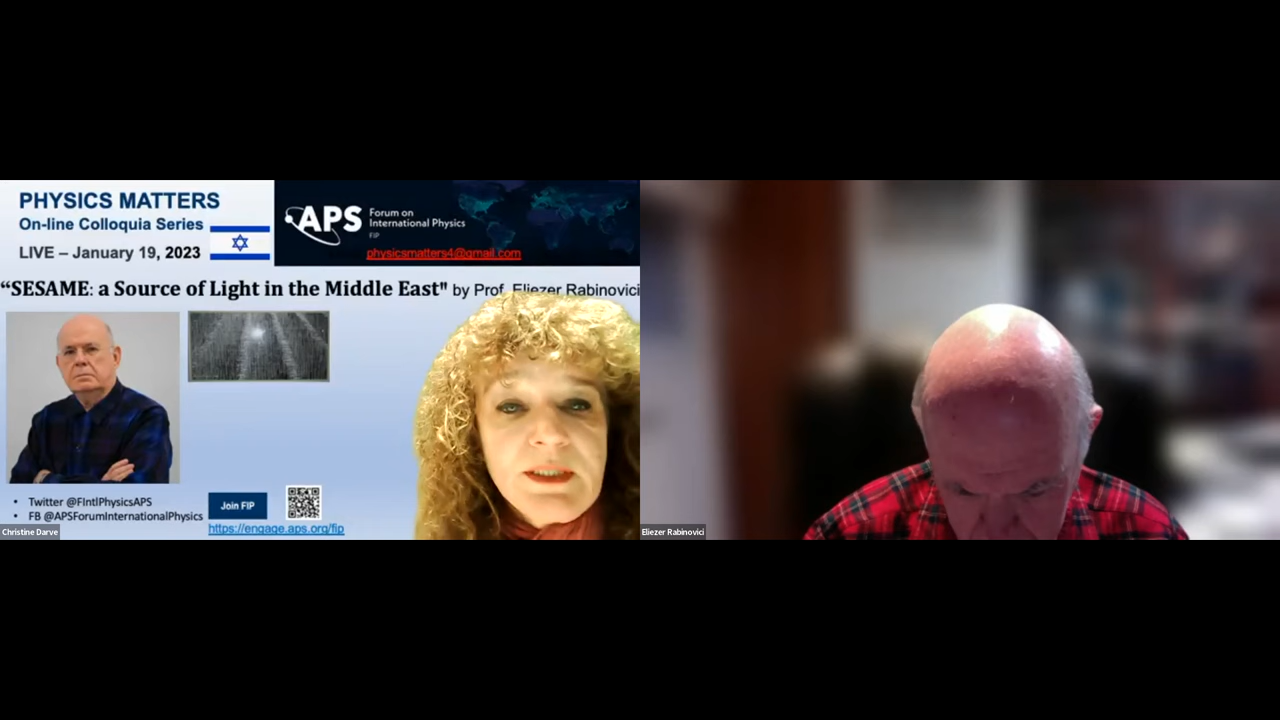 PHYSICS MATTERS
On-line Colloquia Series
LIVE – January 19, 2023
APS
Forum on
International Physics
FIP
physicsmatters4@gmail.com
“SESAME: a Source of Light in the Middle East" by Prof. Eliezer Rabinovici
• Twitter @FIntlPhysicsAPS
• FB @APSForumInternationalPhysics
Join FIP
https://engage.aps.org/fip
Christine Darve
Eliezer Rabinovici